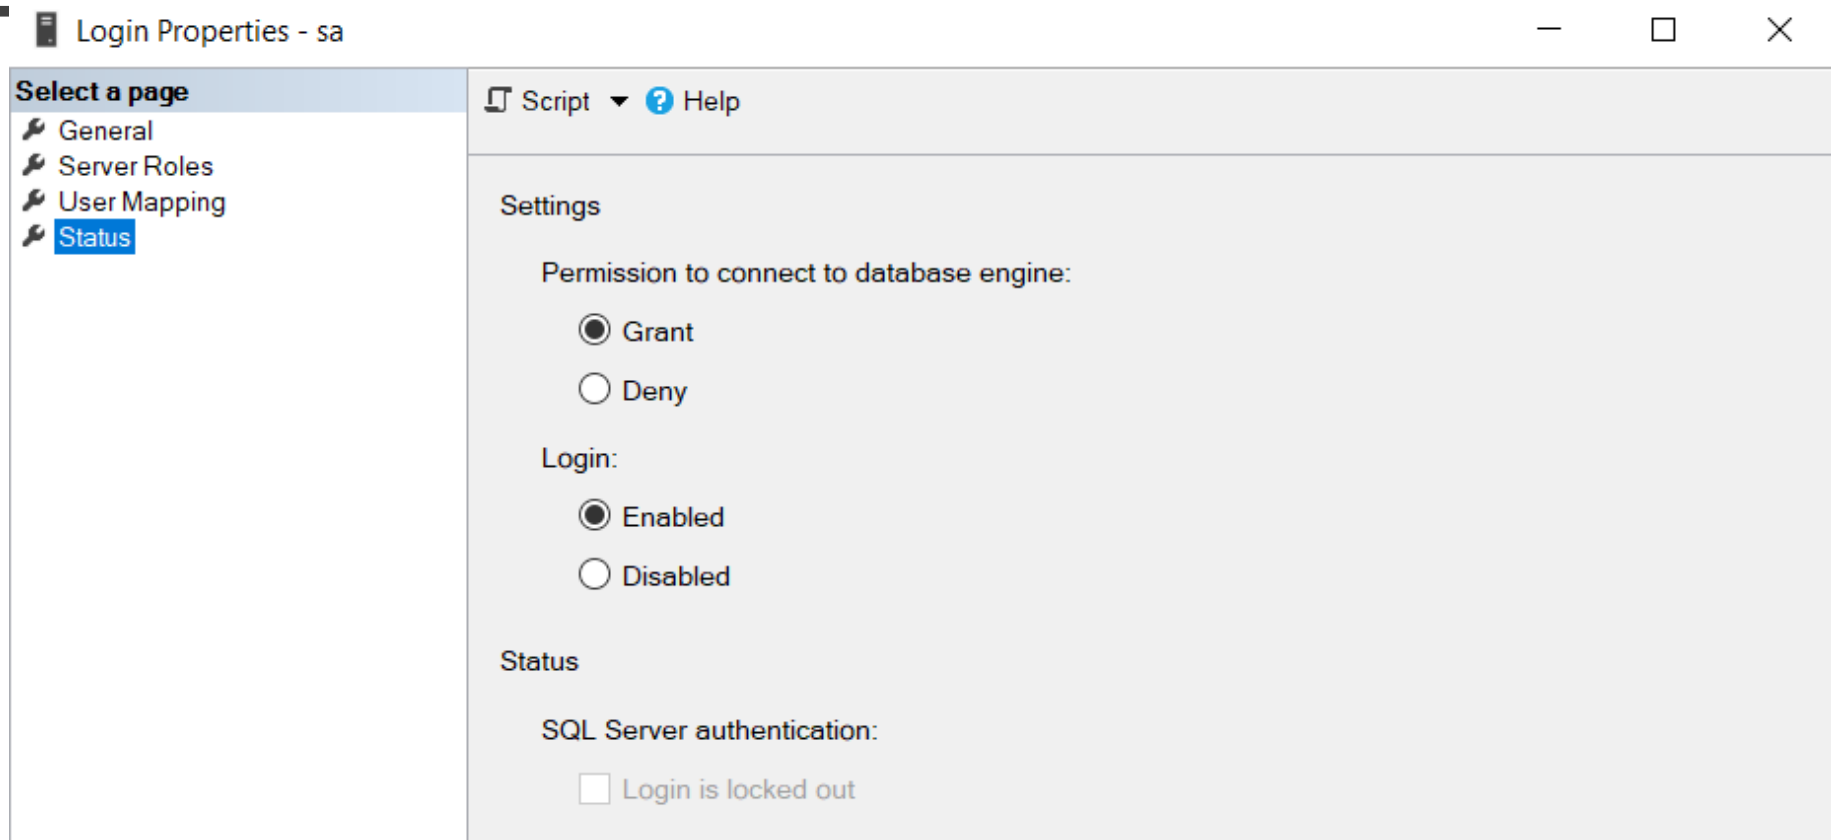 Login Properties - sa
Select a page
General
Server Roles
User Mapping
Status
Script
Help
Settings
Permission to connect to database engine:
Grant
Deny
Login:
Enabled
Disabled
Status
SQL Server authentication:
Login is locked out